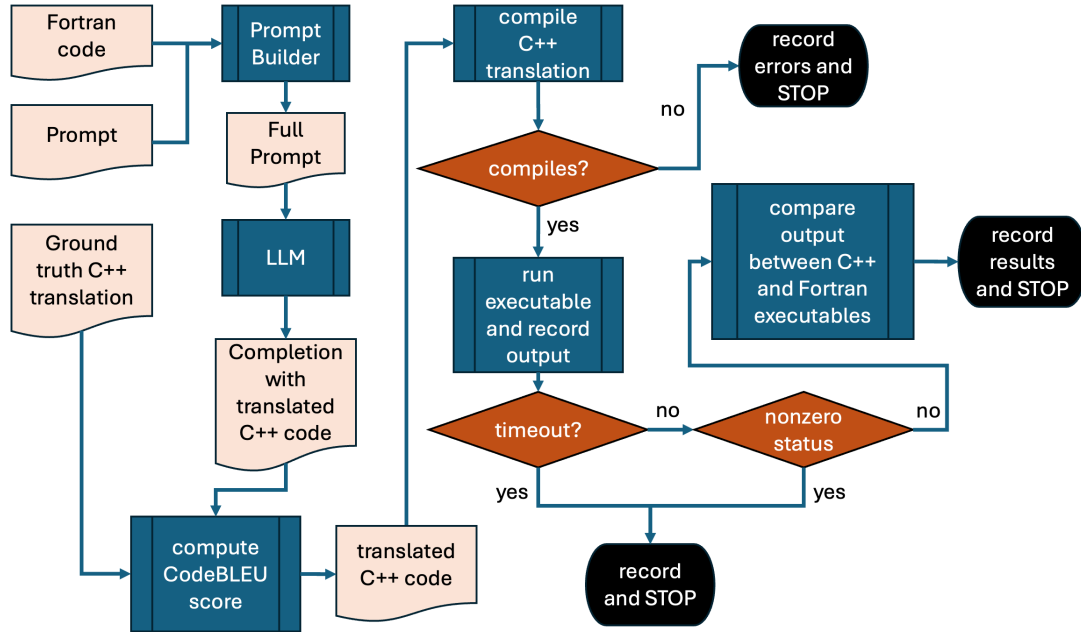 Fortran
code
Prompt
Prompt
Builder
Full
Prompt
LLM
Ground
truth C++
translation
Completion
with
translated
C++ code
compute
CodeBLEU
score
translated
C++ code
compile
C++
translation
compiles?
no
record
errors and
STOP
yes
run
executable
and record
output
timeout?
no
nonzero
status
no
compare
output
between C++
and Fortran
executables
record
results
and STOP
yes
yes
record
and STOP